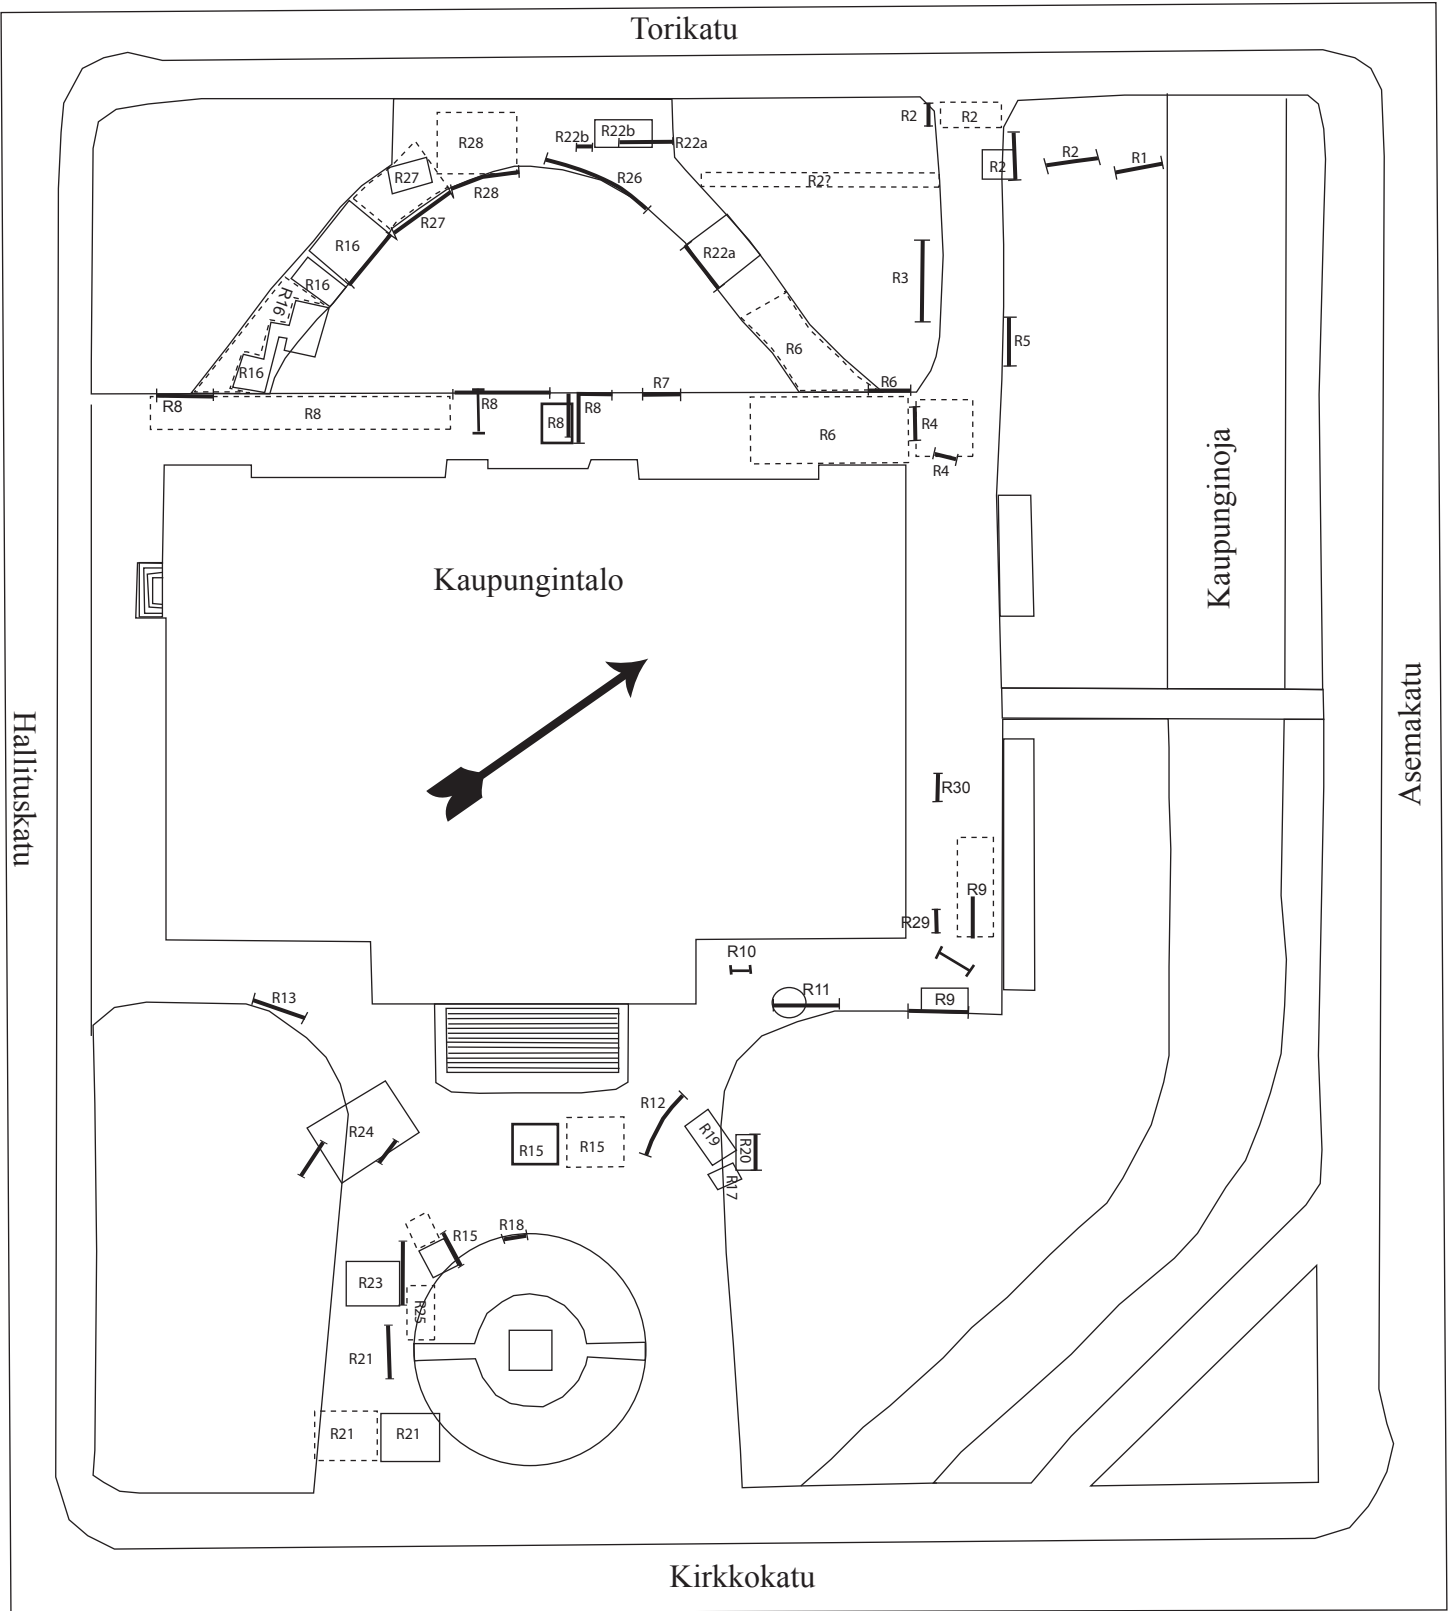 Torikatu
R2
R2
R28
R22b
R22b
R22a
R2
R2
R1
R27
R28
R26
R2?
R27
R16
R22a
R3
R16
R16
R5
R6
R16
R7
R6
R8
R8
R8
R8
R8
R6
R4
R4
Kaupunginoja
Kaupungintalo
Hallituskatu
Asemakatu
R30
R9
R29
R10
R11
R9
R13
R12
R24
R15
R15
R19
R20
R17
R15
R18
R23
R25
R21
R21
R21
Kirkkokatu